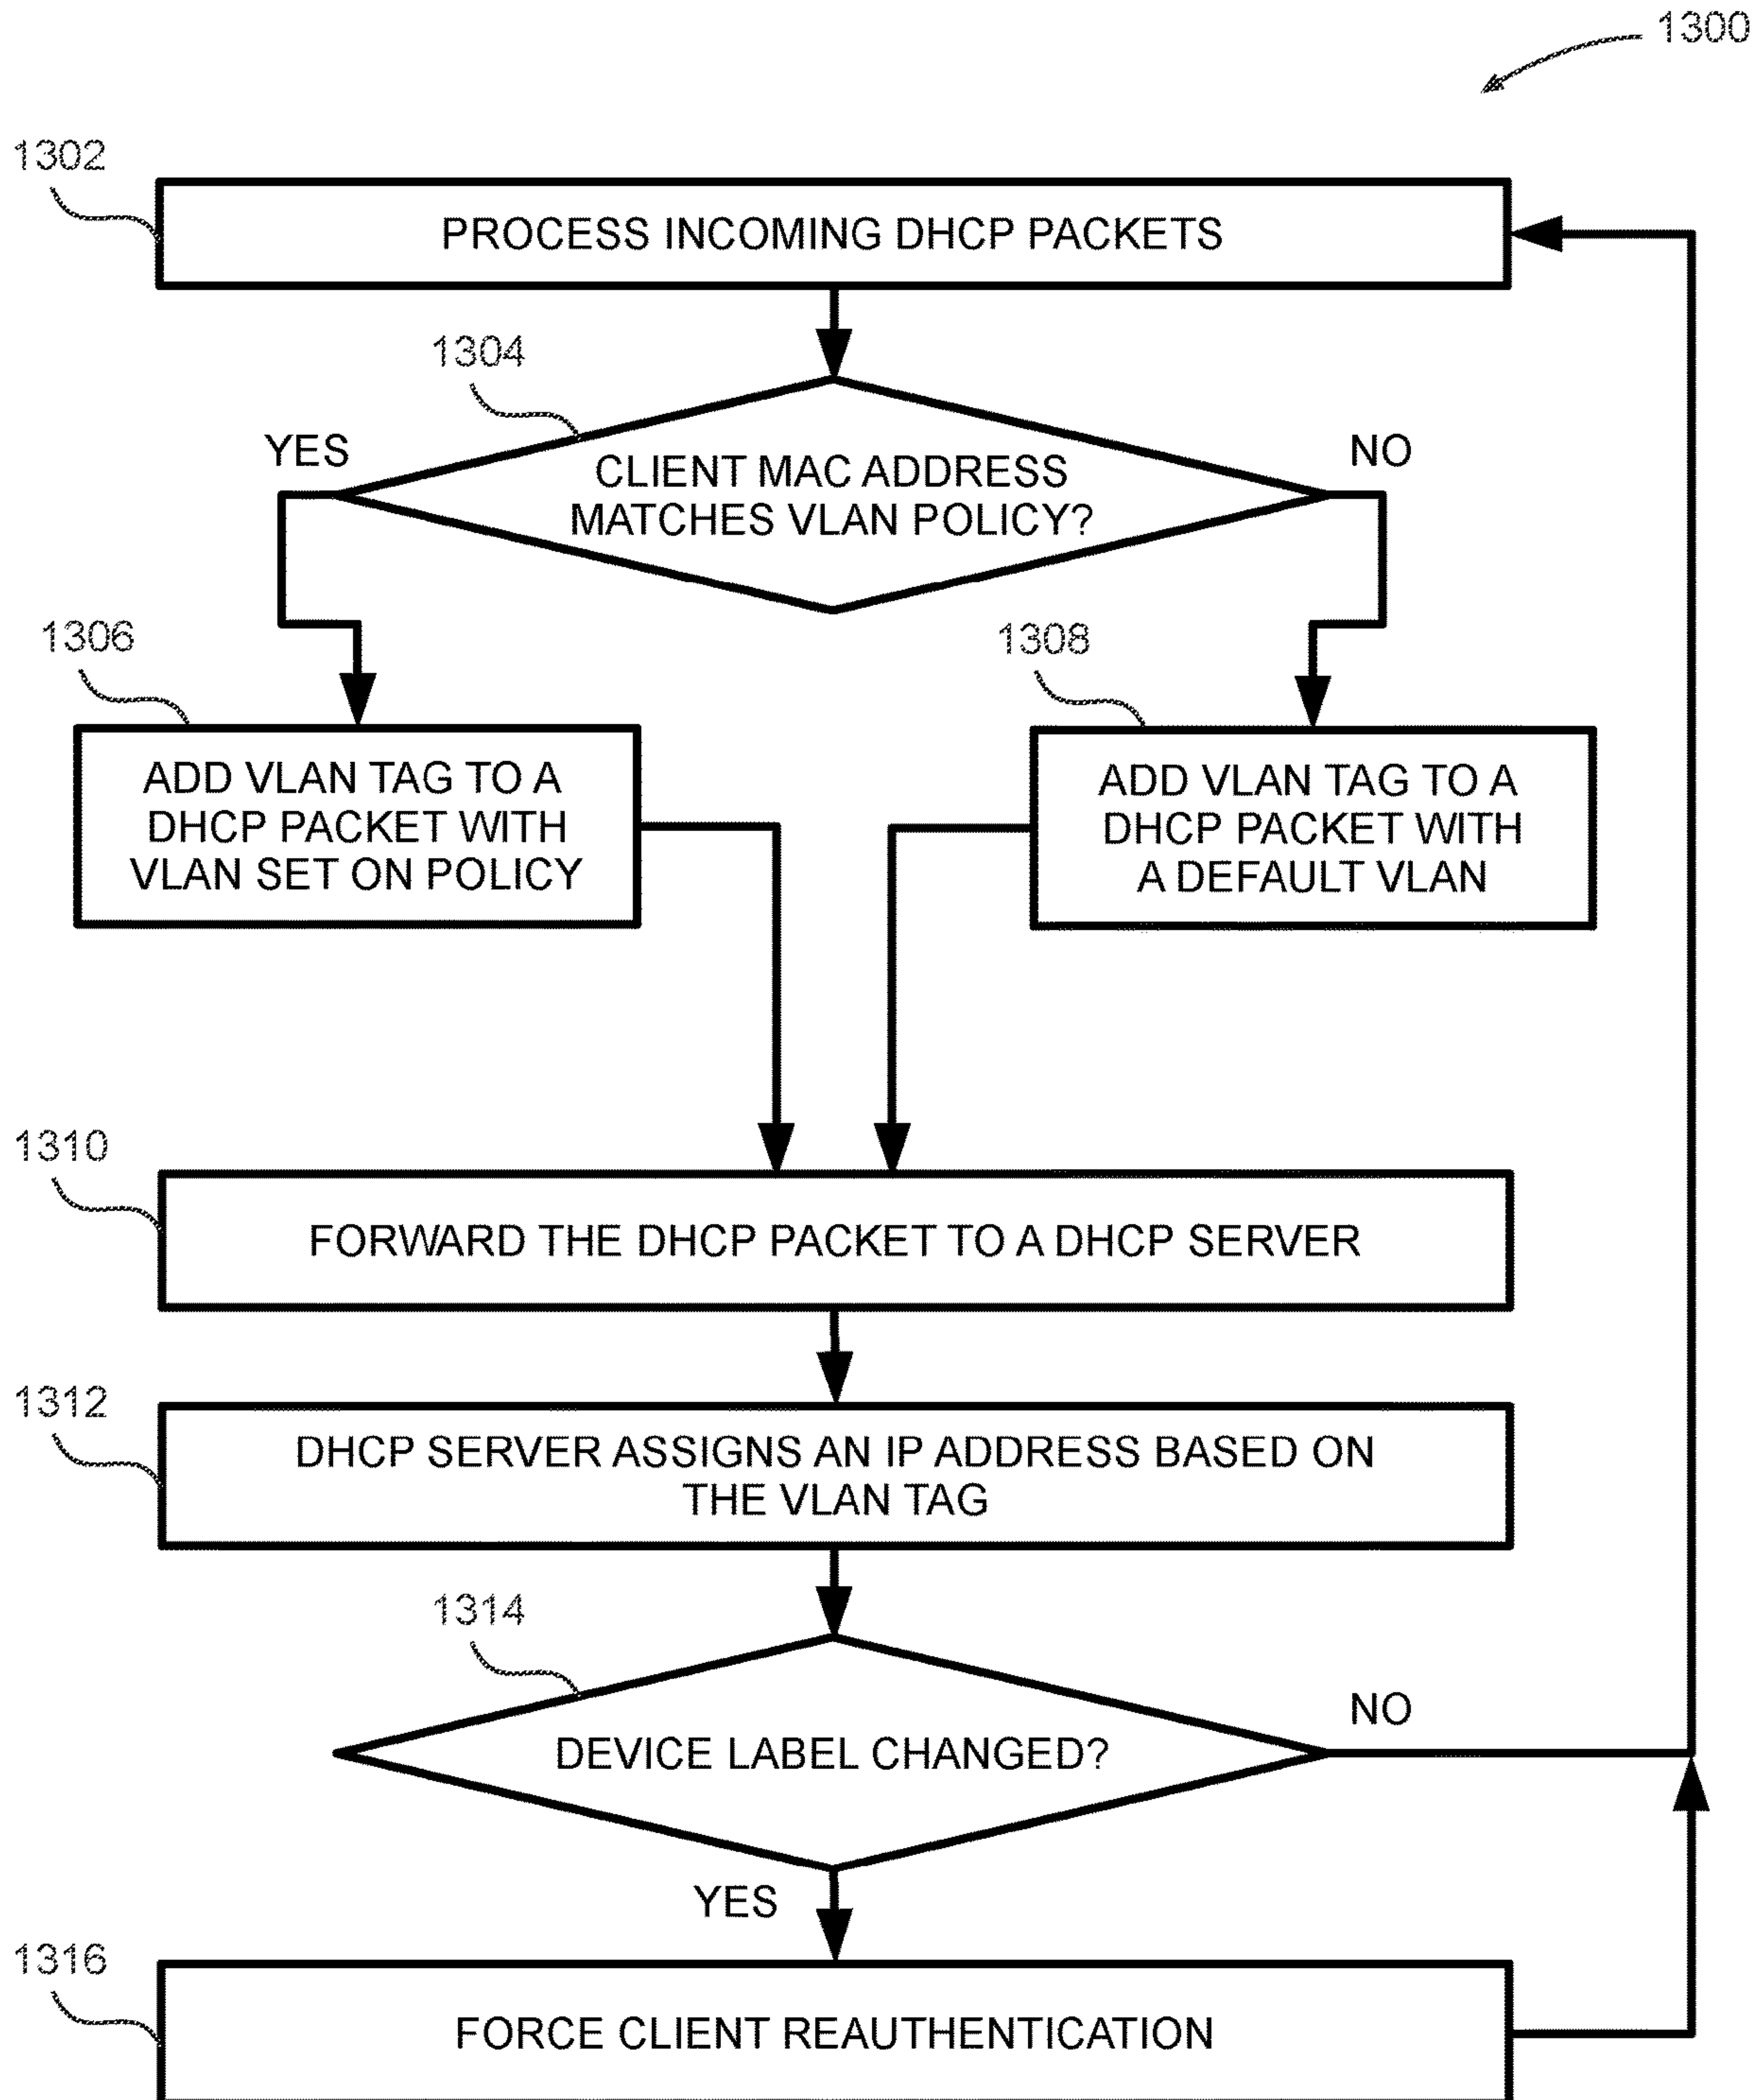 1300
1302
PROCESS INCOMING DHCP PACKETS
1304
YES
NO
CLIENT MAC ADDRESS
MATCHES VLAN POLICY?
1306
1308
ADD VLAN TAG TO A
DHCP PACKET WITH
VLAN SET ON POLICY
ADD VLAN TAG TO A
DHCP PACKET WITH
A DEFAULT VLAN
1310
FORWARD THE DHCP PACKET TO A DHCP SERVER
1312
DHCP SERVER ASSIGNS AN IP ADDRESS BASED ON
THE VLAN TAG
1314
NO
DEVICE LABEL CHANGED?
YES
1316
FORCE CLIENT REAUTHENTICATION